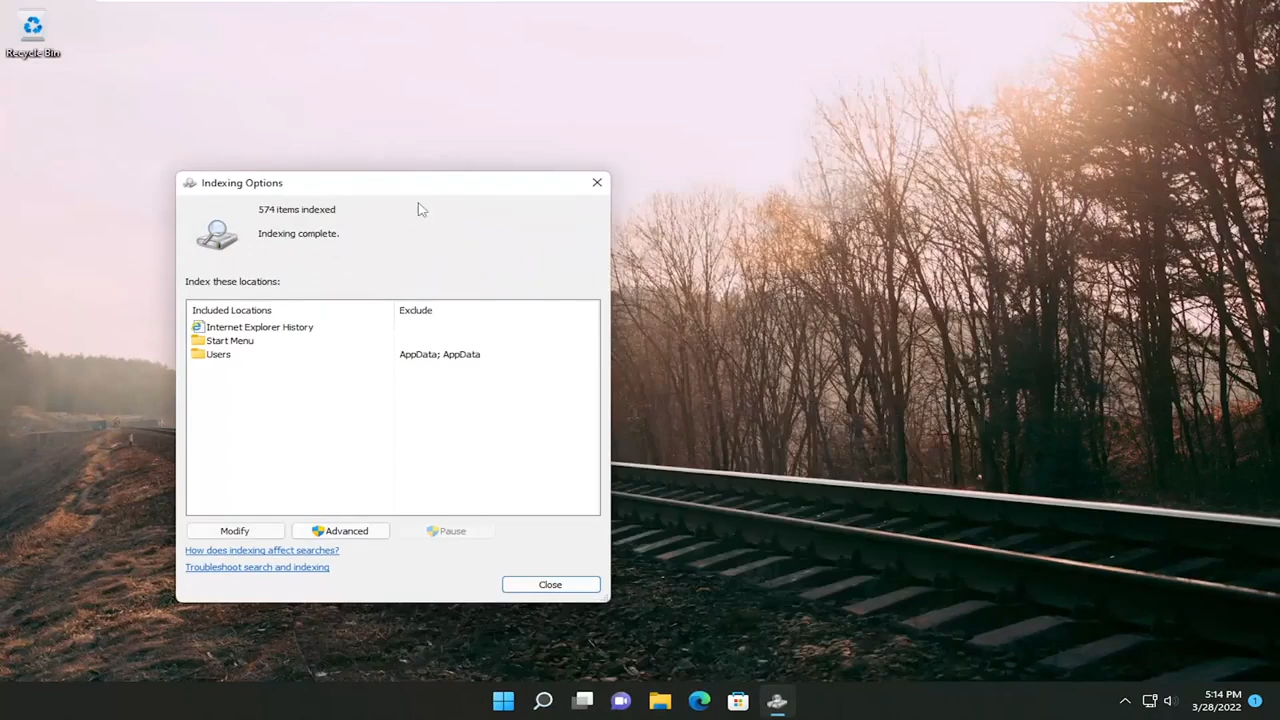 Recycle Bin
Indexing Options
574 items indexed
Indexing complete.
Index these locations:
Included Locations Exclude
Internet Explorer History
Start Menu
Users AppData; AppData
Modify Advanced Pause
How does indexing affect searches?
Troubleshoot search and indexing
Close
5:14 PM
3/28/2022
1